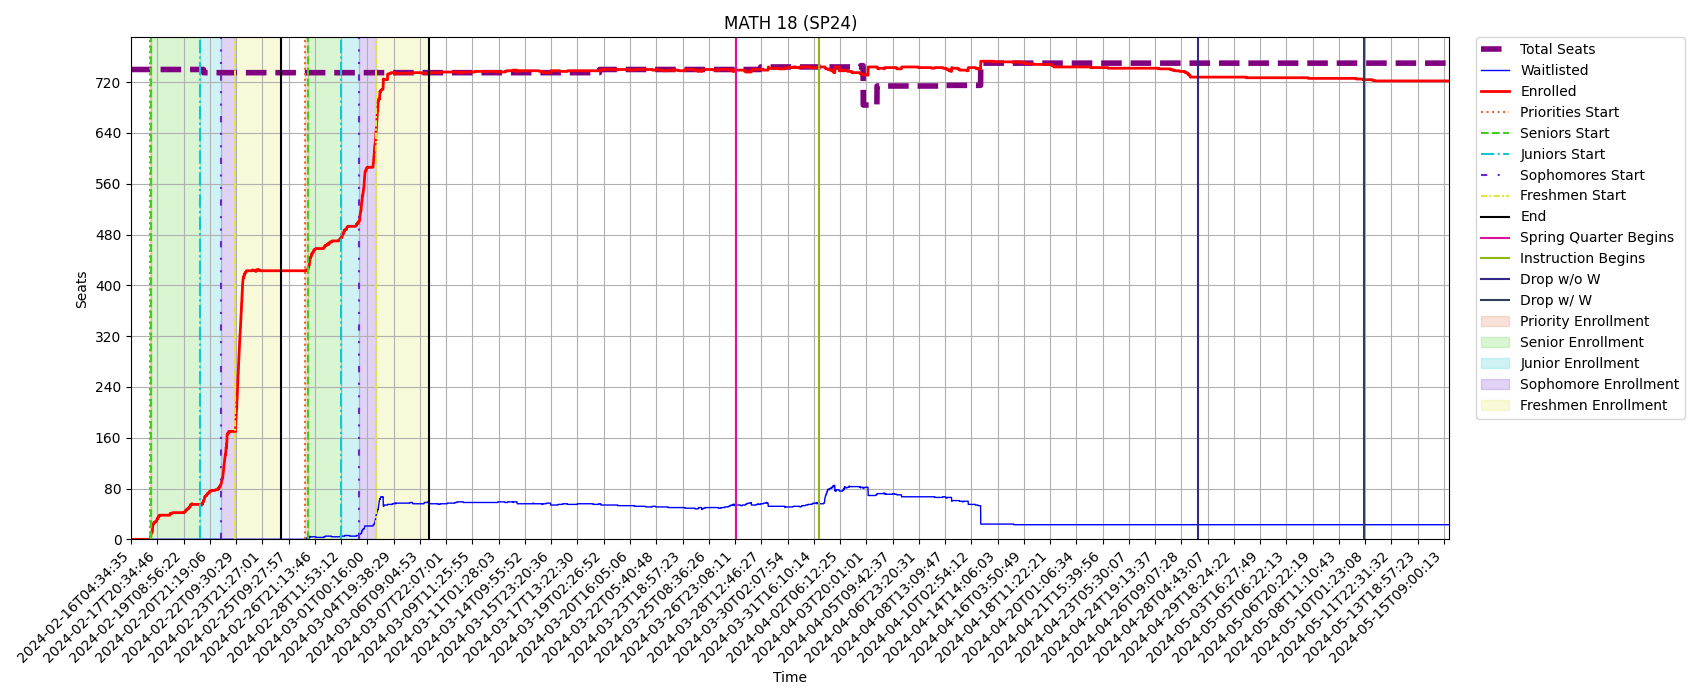 MATH 18 (SP24)
Seats
720
640
560
480
400
320
240
160
80
0
2024-02-16T04:34:35
2024-02-17T20:34:46
2024-02-19T08:56:22
2024-02-20T21:19:06
2024-02-22T09:30:29
2024-02-23T21:27:01
2024-02-25T09:27:57
2024-02-26T21:13:46
2024-02-28T11:53:12
2024-03-01T00:16:00
2024-03-04T19:38:29
2024-03-06T09:04:53
2024-03-07T22:07:01
2024-03-11T11:25:55
2024-03-13T01:28:03
2024-03-14T09:55:52
2024-03-15T23:20:36
2024-03-17T13:22:30
2024-03-19T02:26:52
2024-03-20T16:05:06
2024-03-22T05:40:48
2024-03-23T18:57:23
2024-03-25T08:36:26
2024-03-26T23:08:11
2024-03-28T12:46:27
2024-03-30T02:07:54
2024-03-31T16:10:14
2024-04-02T06:12:25
2024-04-03T20:01:01
2024-04-05T09:42:37
2024-04-06T23:20:31
2024-04-08T13:09:47
2024-04-10T02:54:12
2024-04-14T14:06:03
2024-04-16T03:50:49
2024-04-18T11:22:21
2024-04-20T01:06:34
2024-04-21T15:39:56
2024-04-23T05:30:07
2024-04-24T19:13:37
2024-04-26T09:07:28
2024-04-28T04:43:07
2024-04-29T18:24:22
2024-05-03T16:27:49
2024-05-05T06:22:13
2024-05-06T20:22:19
2024-05-08T11:10:43
2024-05-10T01:23:08
2024-05-11T22:31:32
2024-05-13T18:57:23
2024-05-15T09:00:13
Time
Total Seats
Waitlisted
Enrolled
Priorities Start
Seniors Start
Juniors Start
Sophomores Start
Freshmen Start
End
Spring Quarter Begins
Instruction Begins
Drop w/o W
Drop w/ W
Priority Enrollment
Senior Enrollment
Junior Enrollment
Sophomore Enrollment
Freshmen Enrollment